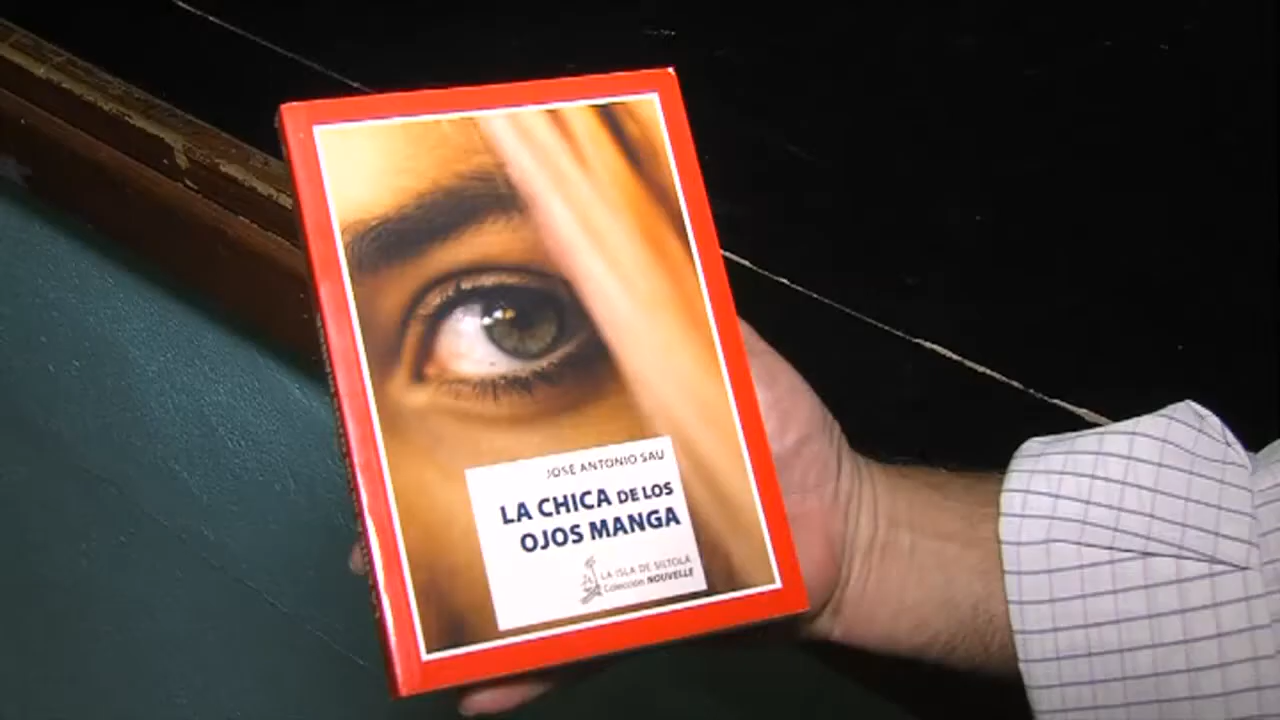 JOSÉ ANTONIO SAU
LA CHICA DE LOS
OJOS MANGA
LA ISLA DE SILTOLÁ
Colección NOUVELLE